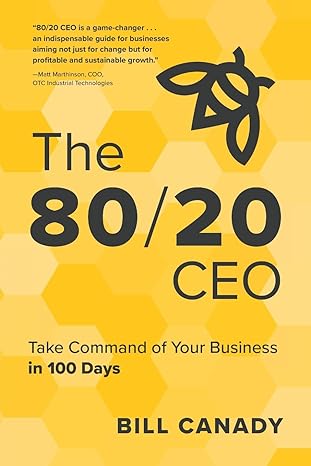 “80/20 CEO is a game-changer . . .
an indispensable guide for businesses
aiming not just for change but for
profitable and sustainable growth.”
—Matt Marthinson, COO,
OTC Industrial Technologies
The
80/20
CEO
Take Command of Your Business
in 100 Days
BILL CANADY